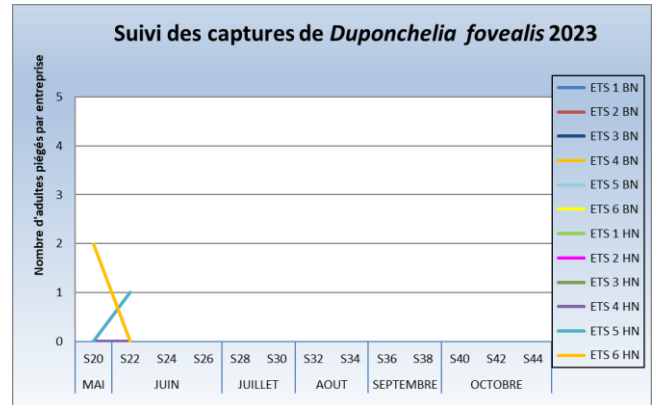 Suivi des captures de Duponchelia fovealis 2023
Nombre d'adultes piégés par entreprise
5
4
3
2
1
0
S20 S22 S24 S26 S28 S30 S32 S34 S36 S38 S40 S42 S44
MAI JUIN JUILLET AOUT SEPTEMBRE OCTOBRE
ETS 1 BN
ETS 2 BN
ETS 3 BN
ETS 4 BN
ETS 5 BN
ETS 6 BN
ETS 1 HN
ETS 2 HN
ETS 3 HN
ETS 4 HN
ETS 5 HN
ETS 6 HN